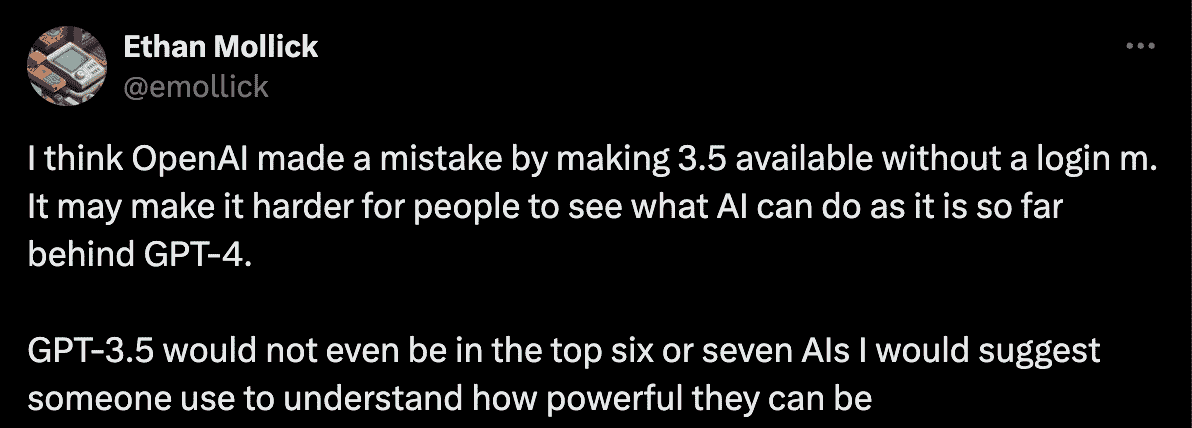 Ethan Mollick
@emollick
I think OpenAI made a mistake by making 3.5 available without a login m.
It may make it harder for people to see what AI can do as it is so far
behind GPT-4.
GPT-3.5 would not even be in the top six or seven AIs I would suggest
someone use to understand how powerful they can be